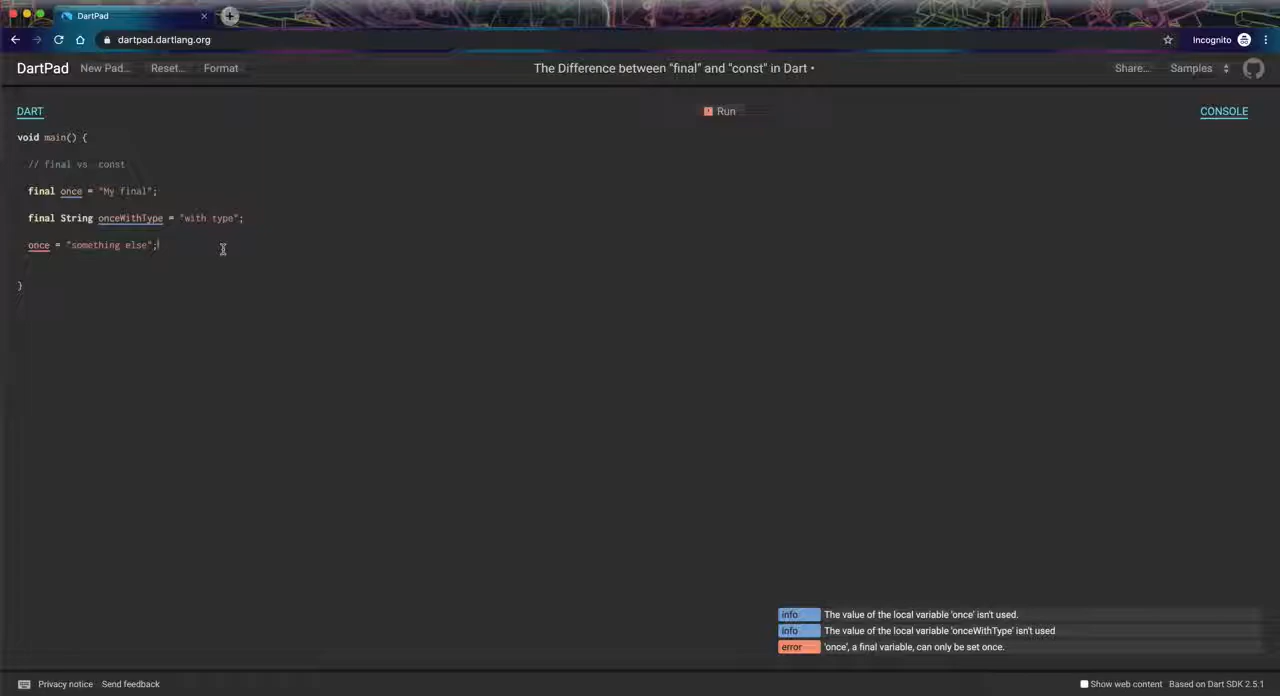 DartPad
dartpad.dartlang.org
Incognito
DartPad New Pad... Reset... Format The Difference between "final" and "const" in Dart • Share... Samples
DART Run CONSOLE
void main() {
// final vs const
final once = "My final";
final String onceWithType = "with type";
once = "something else";
}
info The value of the local variable 'once' isn't used.
info The value of the local variable 'onceWithType' isn't used
error 'once', a final variable, can only be set once.
Privacy notice Send feedback Show web content Based on Dart SDK 2.5.1